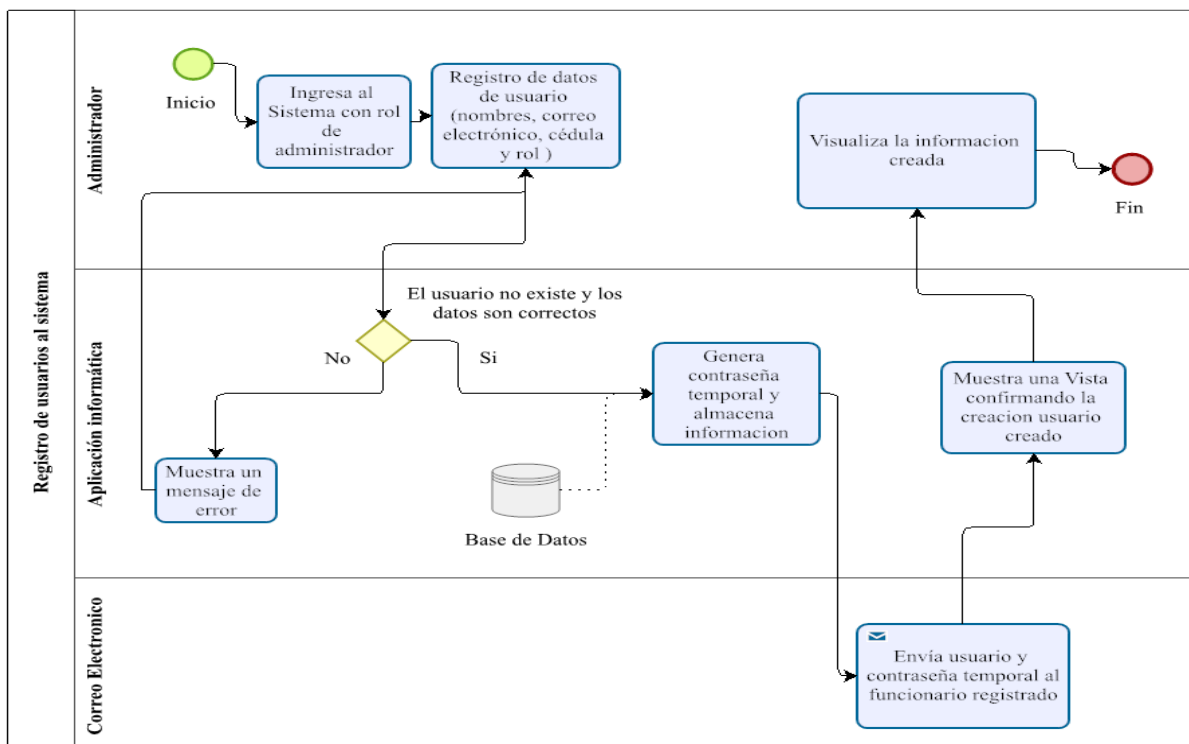 Registro de usuarios al sistema
Administrador
Inicio
Ingresa al
Sistema con rol
de
administrador
Registro de datos
de usuario
(nombres, correo
electrónico, cédula
y rol )
Visualiza la informacion
creada
Fin
Aplicación informática
El usuario no existe y los
datos son correctos
No
Si
Genera
contraseña
temporal y
almacena
informacion
Muestra una Vista
confirmando la
creacion usuario
creado
Muestra un
mensaje de
error
Base de Datos
Correo Electronico
Envía usuario y
contraseña temporal al
funcionario registrado